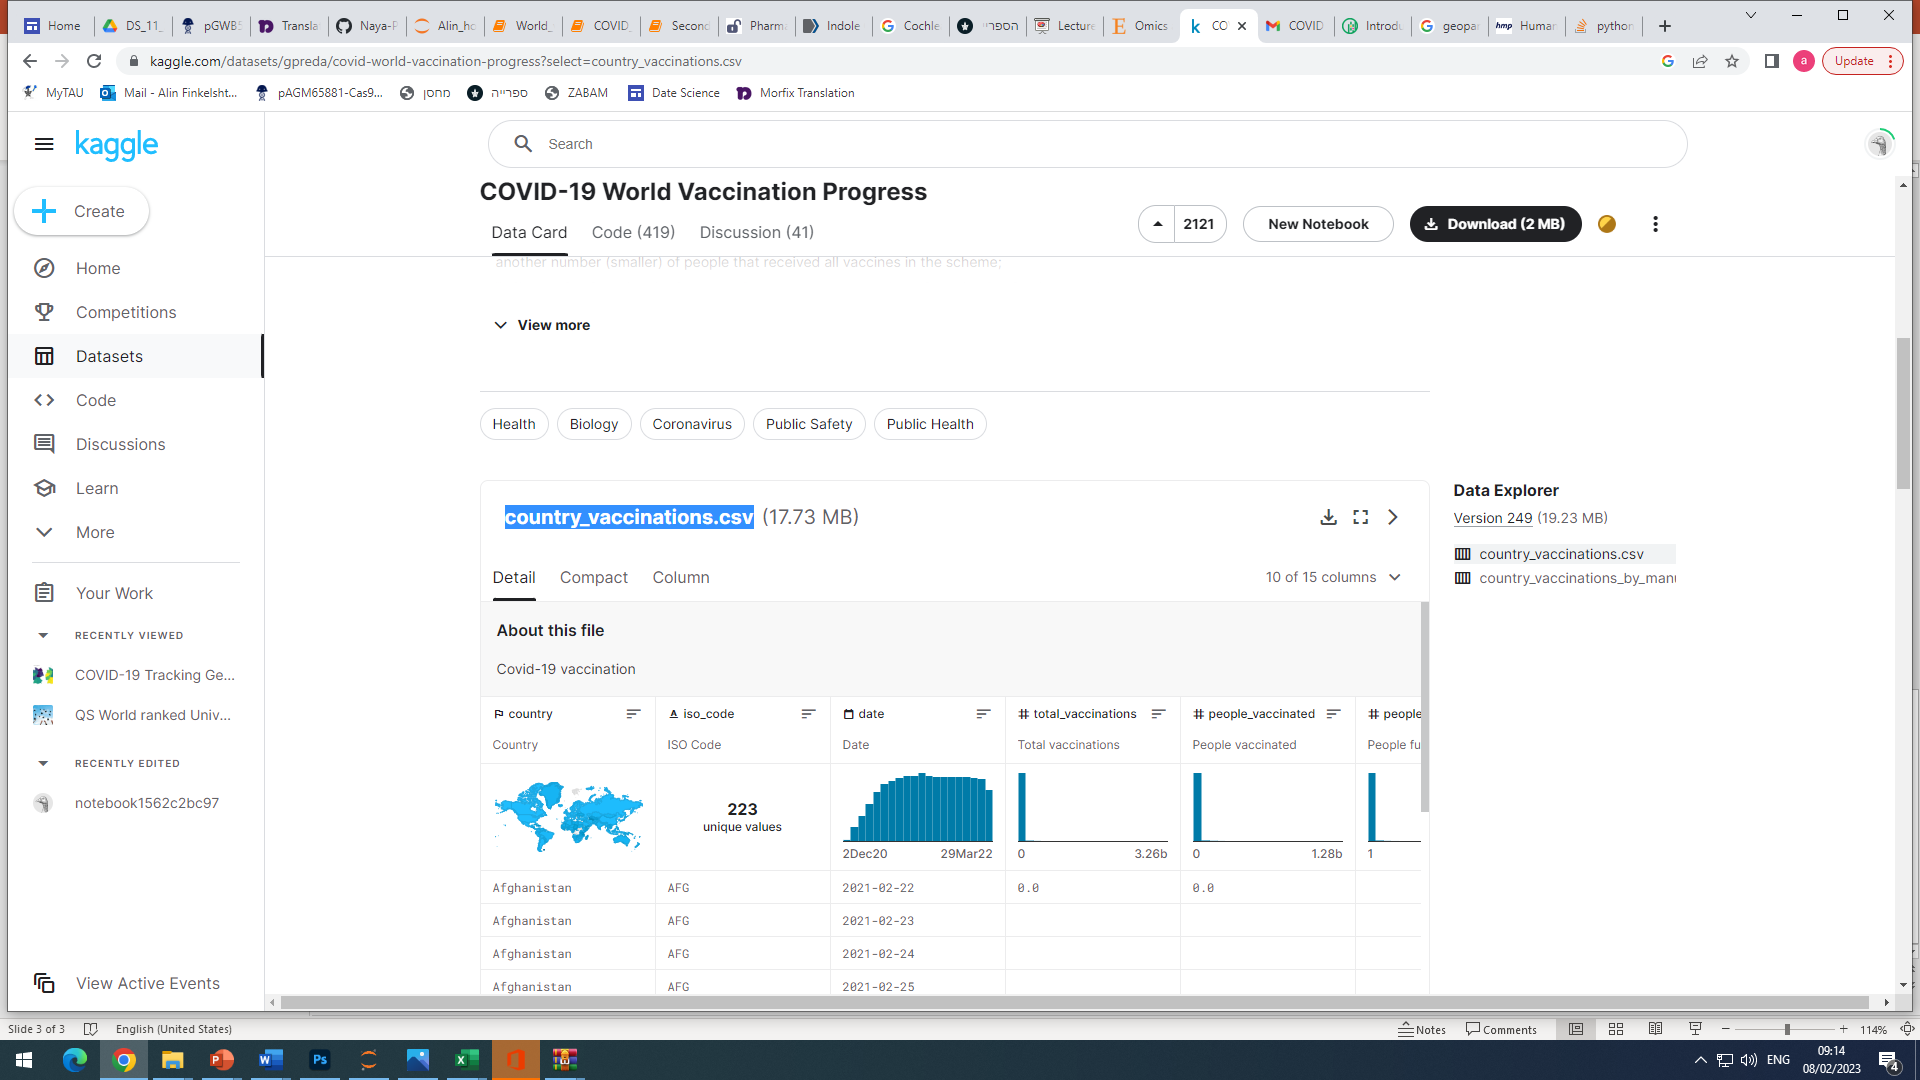 Home
DS_11_
pGWB5
Transla
Naya-P
Alin_ho
World_
COVID_
Second
Pharma
Indole
Cochle
הספריי
Lecture
Omics
CO
COVID
Introdu
geopan
Human
python
kaggle.com/datasets/gpreda/covid-world-vaccination-progress?select=country_vaccinations.csv
a
Update
MyTAU
Mail - Alin Finkelsht...
pAGM65881-Cas9...
מחסן
ספרייה
ZABAM
Date Science
Morfix Translation
kaggle
Search
Create
COVID-19 World Vaccination Progress
Data Card
Code (419)
Discussion (41)
2121
New Notebook
Download (2 MB)
another number (smaller) of people that received all vaccines in the scheme;
View more
Home
Competitions
Datasets
Code
Discussions
Learn
More
Your Work
RECENTLY VIEWED
COVID-19 Tracking Ge...
QS World ranked Univ...
RECENTLY EDITED
notebook1562c2bc97
View Active Events
Health
Biology
Coronavirus
Public Safety
Public Health
country_vaccinations.csv (17.73 MB)
Detail
Compact
Column
10 of 15 columns
About this file
Covid-19 vaccination
country
iso_code
date
total_vaccinations
people_vaccinated
people
Country
ISO Code
Date
Total vaccinations
People vaccinated
People fu
223
unique values
2Dec20
29Mar22
0
3.26b
0
1.28b
1
Afghanistan AFG 2021-02-22 0.0 0.0
Afghanistan AFG 2021-02-23
Afghanistan AFG 2021-02-24
Afghanistan AFG 2021-02-25
Data Explorer
Version 249 (19.23 MB)
country_vaccinations.csv
country_vaccinations_by_manu
Slide 3 of 3
English (United States)
Notes
Comments
114%
ENG
09:14
08/02/2023
4